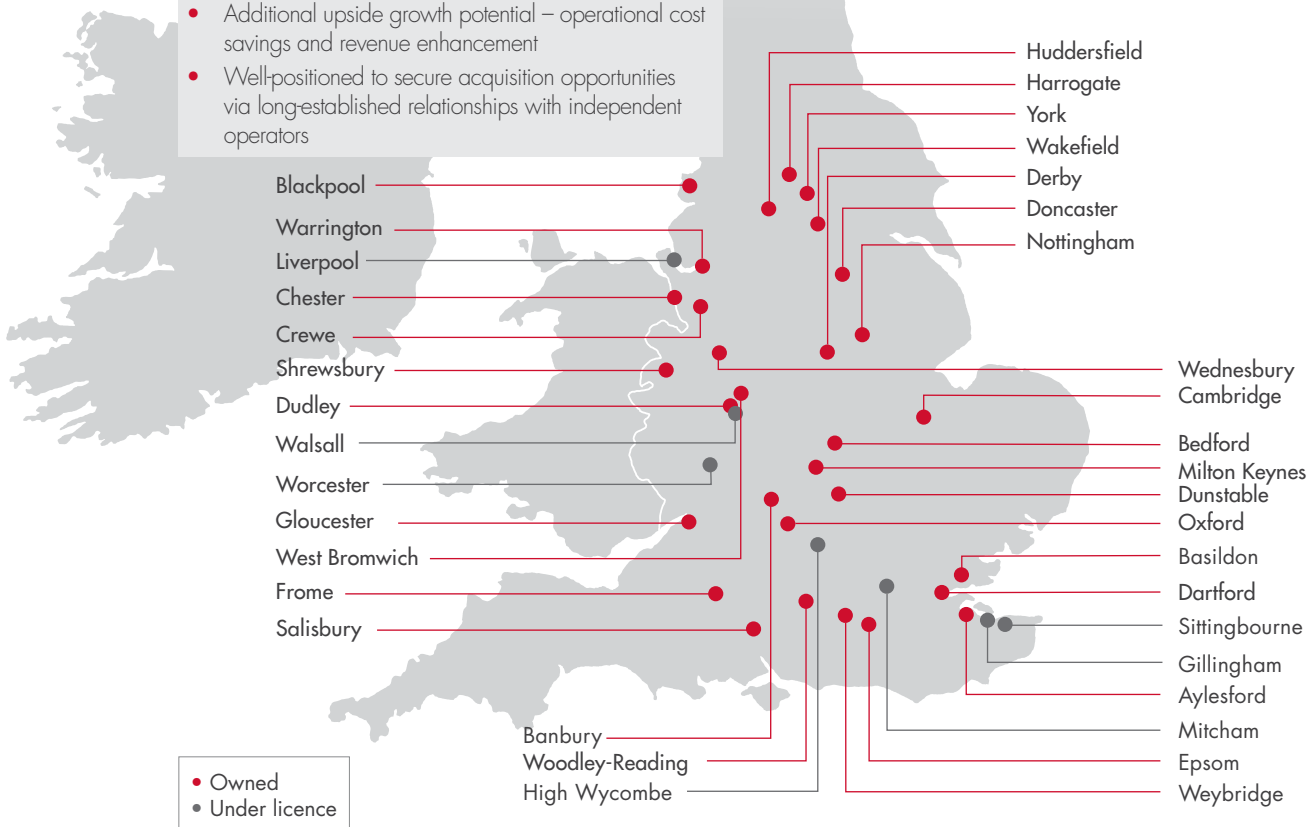 • Additional upside growth potential – operational cost
savings and revenue enhancement
• Well-positioned to secure acquisition opportunities
via long-established relationships with independent
operators
Huddersfield
Harrogate
York
Wakefield
Derby
Doncaster
Nottingham
Blackpool
Warrington
Liverpool
Chester
Crewe
Shrewsbury
Dudley
Walsall
Worcester
Gloucester
West Bromwich
Frome
Salisbury
Wednesbury
Cambridge
Bedford
Milton Keynes
Dunstable
Oxford
Basildon
Dartford
Sittingbourne
Gillingham
Aylesford
Mitcham
Epsom
Weybridge
Banbury
Woodley-Reading
High Wycombe
• Owned
• Under licence